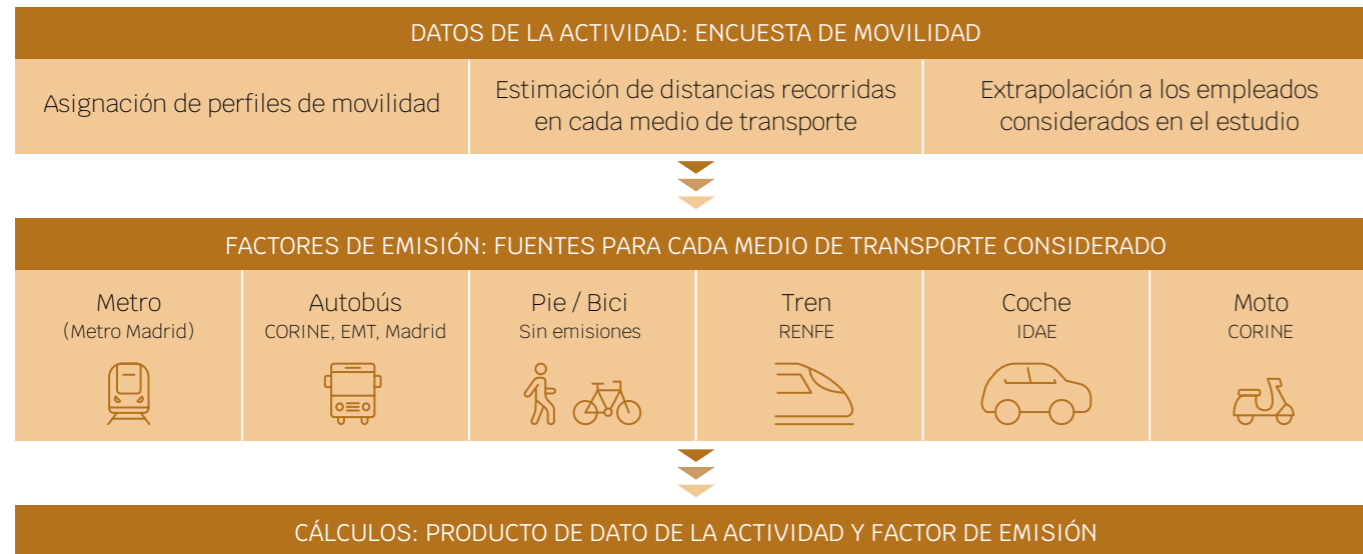 DATOS DE LA ACTIVIDAD: ENCUESTA DE MOVILIDAD
Asignación de perfiles de movilidad
Estimación de distancias recorridas
en cada medio de transporte
Extrapolación a los empleados
considerados en el estudio
FACTORES DE EMISIÓN: FUENTES PARA CADA MEDIO DE TRANSPORTE CONSIDERADO
Metro
(Metro Madrid)
Autobús
CORINE, EMT, Madrid
Pie / Bici
Sin emisiones
Tren
RENFE
Coche
IDAE
Moto
CORINE
CÁLCULOS: PRODUCTO DE DATO DE LA ACTIVIDAD Y FACTOR DE EMISIÓN